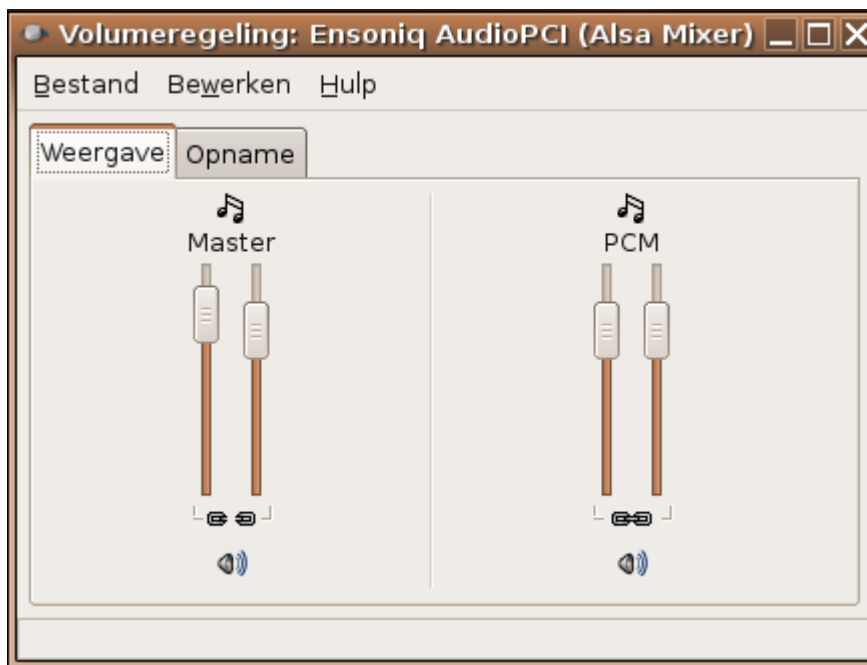 Volumeregeling: Ensoniq AudioPCI (Alsa Mixer)
Bestand Bewerken Hulp
Weergave Opname
Master PCM